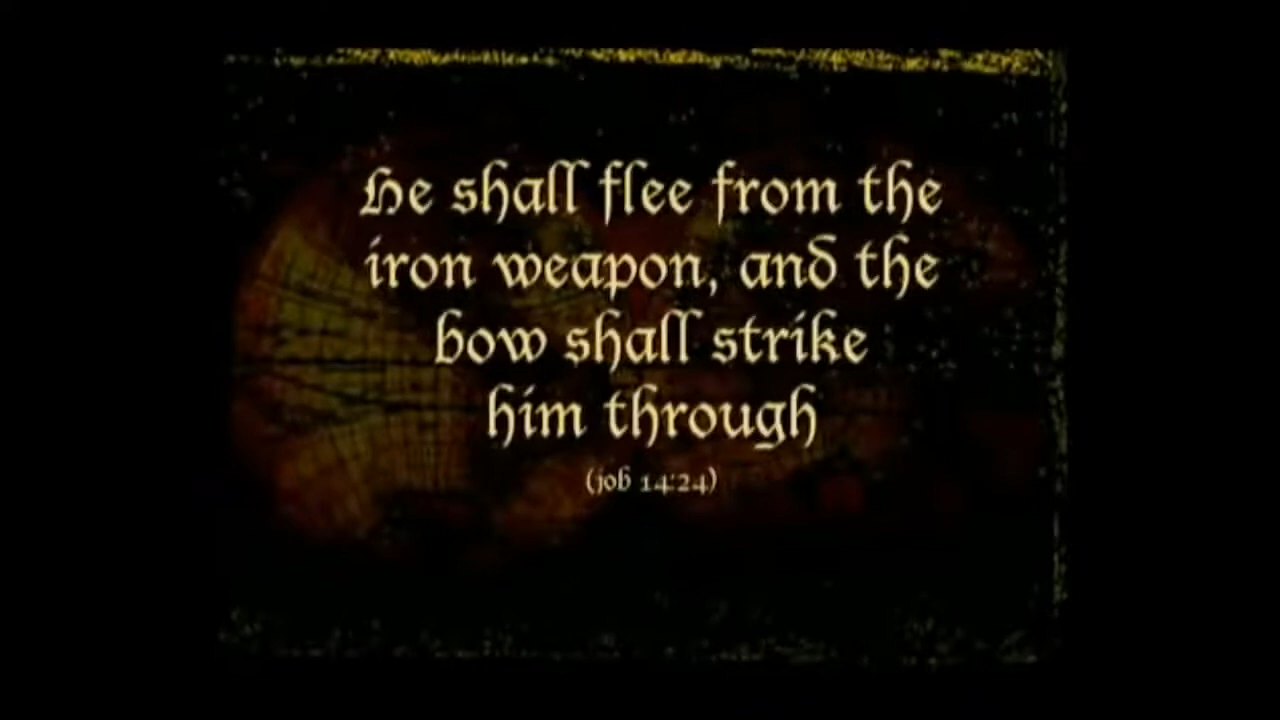 He shall flee from the
iron weapon, and the
bow shall strike
him through
(job 14:24)